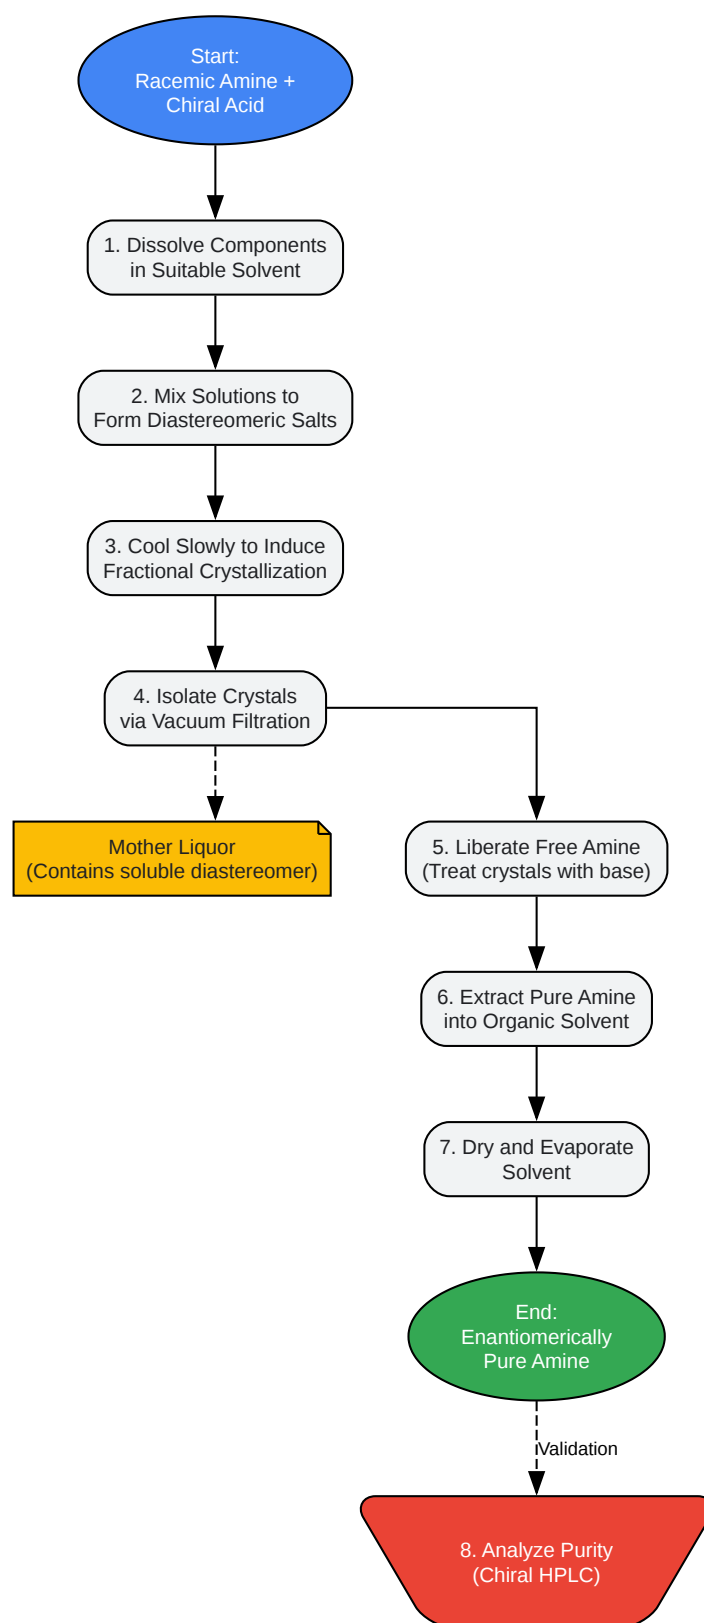 Start:
Racemic Amine +
Chiral Acid
1. Dissolve Components
in Suitable Solvent
2. Mix Solutions to
Form Diastereomeric Salts
3. Cool Slowly to Induce
Fractional Crystallization
4. Isolate Crystals
via Vacuum Filtration
Mother Liquor
(Contains soluble diastereomer)
5. Liberate Free Amine
(Treat crystals with base)
6. Extract Pure Amine
into Organic Solvent
7. Dry and Evaporate
Solvent
End:
Enantiomerically
Pure Amine
Validation
8. Analyze Purity
(Chiral HPLC)